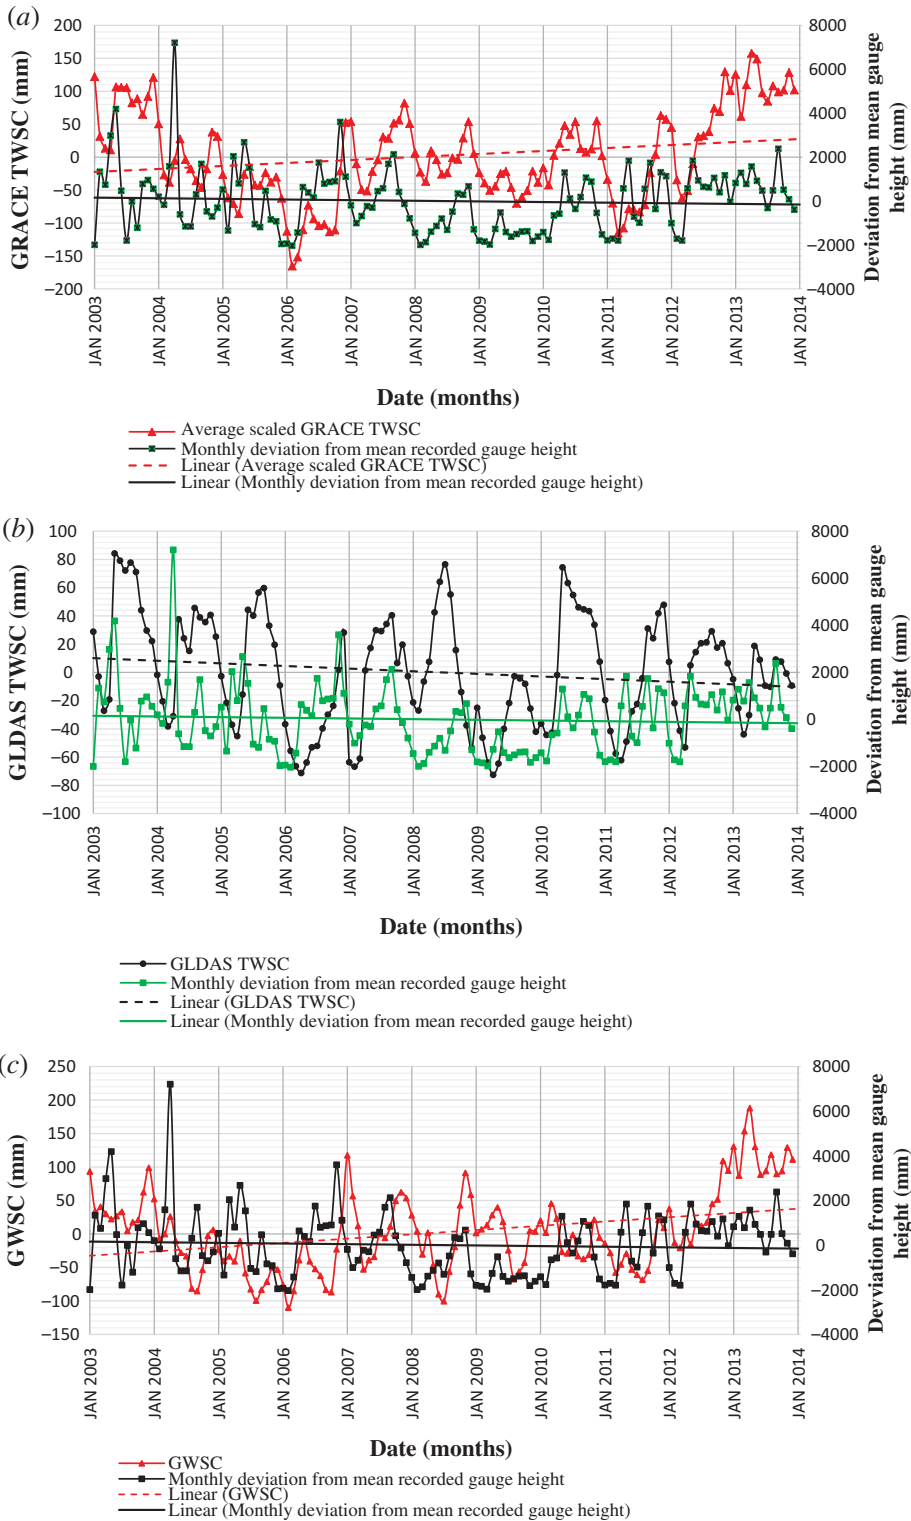 (a)
200
150
100
50
0
−50
−100
−150
−200
GRACE TWSC (mm)
8000
6000
4000
2000
0
−2000
−4000
Deviation from mean gauge
height (mm)
JAN 2003
JAN 2004
JAN 2005
JAN 2006
JAN 2007
JAN 2008
JAN 2009
JAN 2010
JAN 2011
JAN 2012
JAN 2013
JAN 2014
Date (months)
Average scaled GRACE TWSC
Monthly deviation from mean recorded gauge height
Linear (Average scaled GRACE TWSC)
Linear (Monthly deviation from mean recorded gauge height)
(b)
100
80
60
40
20
0
−20
−40
−60
−80
−100
GLDAS TWSC (mm)
8000
6000
4000
2000
0
−2000
−4000
Deviation from mean gauge
height (mm)
JAN 2003
JAN 2004
JAN 2005
JAN 2006
JAN 2007
JAN 2008
JAN 2009
JAN 2010
JAN 2011
JAN 2012
JAN 2013
JAN 2014
Date (months)
GLDAS TWSC
Monthly deviation from mean recorded gauge height
Linear (GLDAS TWSC)
Linear (Monthly deviation from mean recorded gauge height)
(c)
250
200
150
100
50
0
−50
−100
−150
GWSC (mm)
8000
6000
4000
2000
0
−2000
−4000
Devviation from mean gauge
height (mm)
JAN 2003
JAN 2004
JAN 2005
JAN 2006
JAN 2007
JAN 2008
JAN 2009
JAN 2010
JAN 2011
JAN 2012
JAN 2013
JAN 2014
Date (months)
GWSC
Monthly deviation from mean recorded gauge height
Linear (GWSC)
Linear (Monthly deviation from mean recorded gauge height)